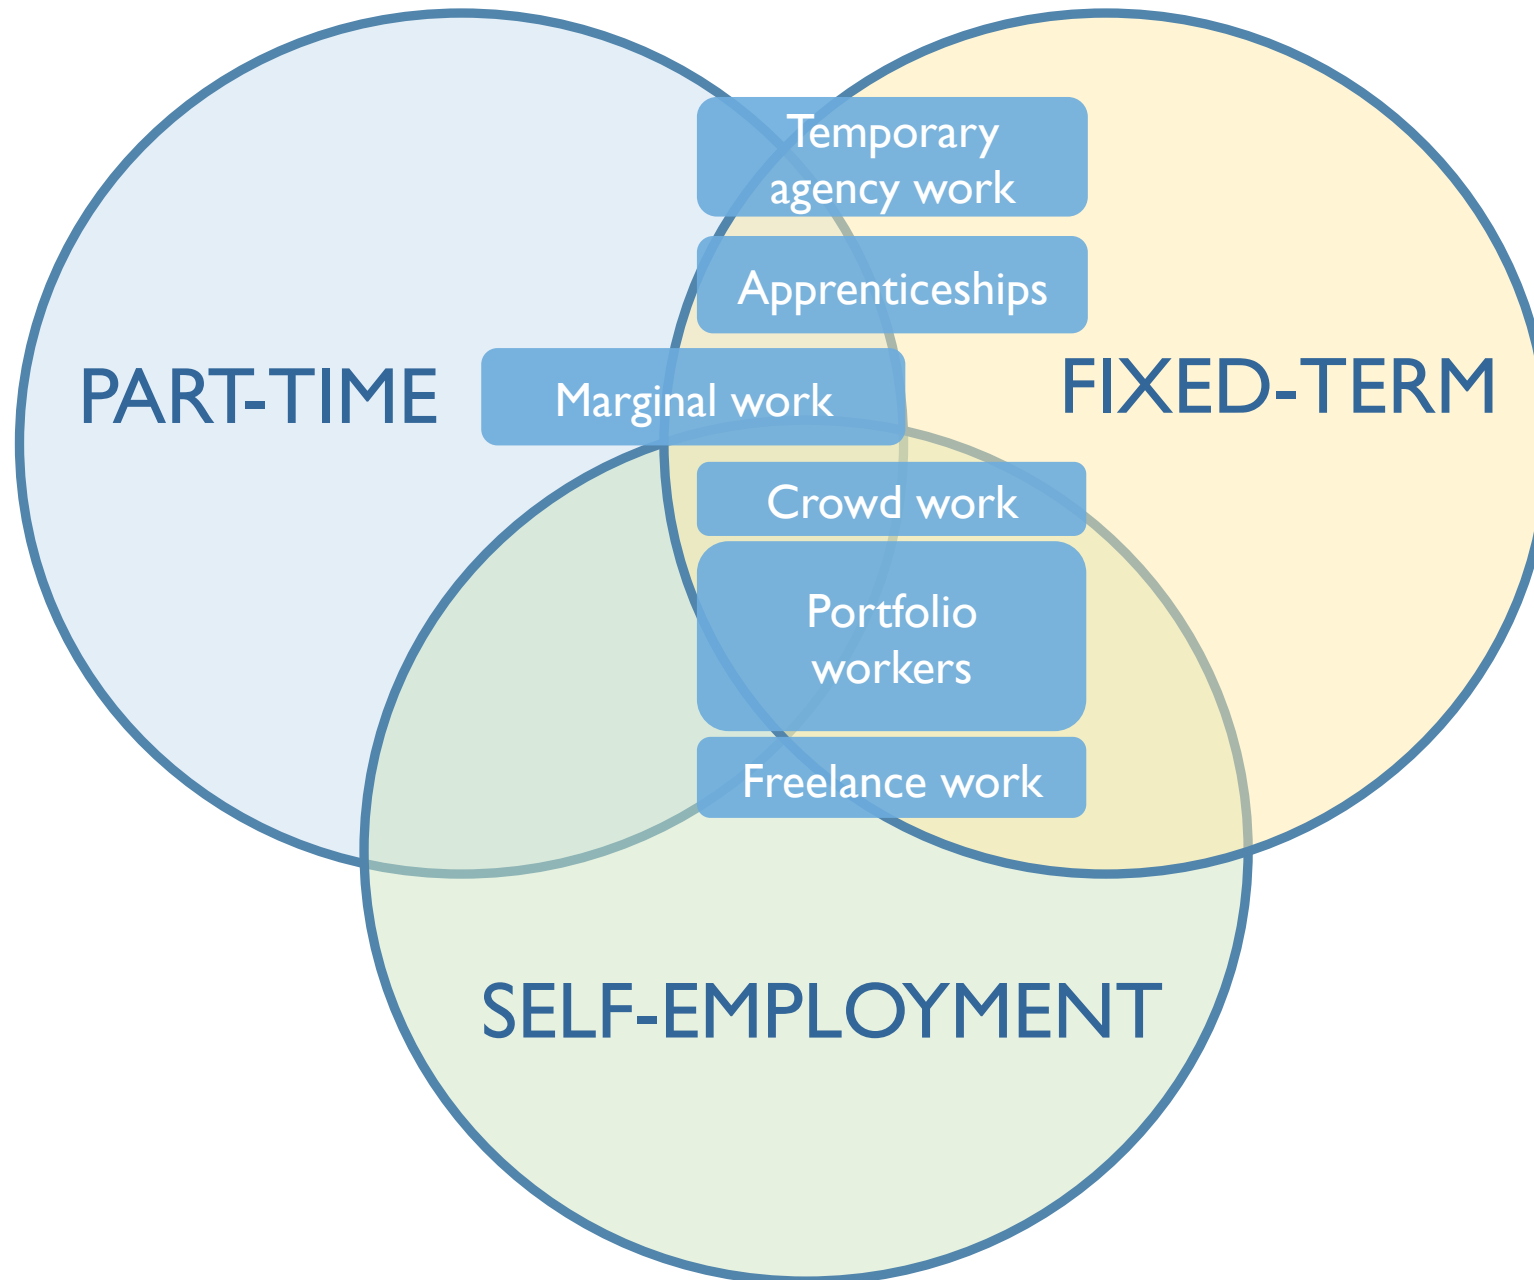 Temporary
agency work
Apprenticeships
PART-TIME
FIXED-TERM
Marginal work
Crowd work
Portfolio
workers
Freelance work
SELF-EMPLOYMENT